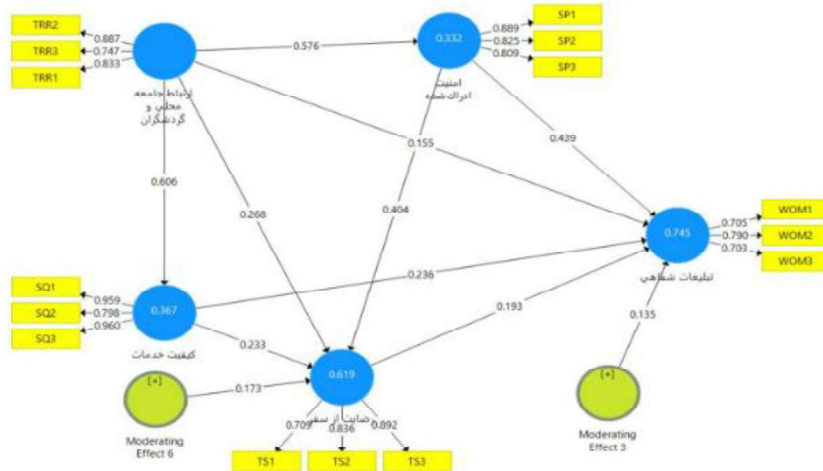 TRR2
TRR3
TRR1
0.887
0.747
0.833
ارتباط جامعه
محلی و
گردشگران
0.576
0.332
امنیت
ادراک شده
0.889
0.825
0.809
SP1
SP2
SP3
0.155
0.439
0.606
0.268
0.404
0.745
تبلیغات شفاهی
0.705
0.790
0.703
WOM1
WOM2
WOM3
SQ1
SQ2
SQ3
0.959
0.798
0.960
0.367
کیفیت خدمات
0.236
0.233
0.193
0.135
0.173
0.619
رضایت از سفر
[+]
Moderating
Effect 6
[+]
Moderating
Effect 3
0.709
0.836
0.892
TS1
TS2
TS3